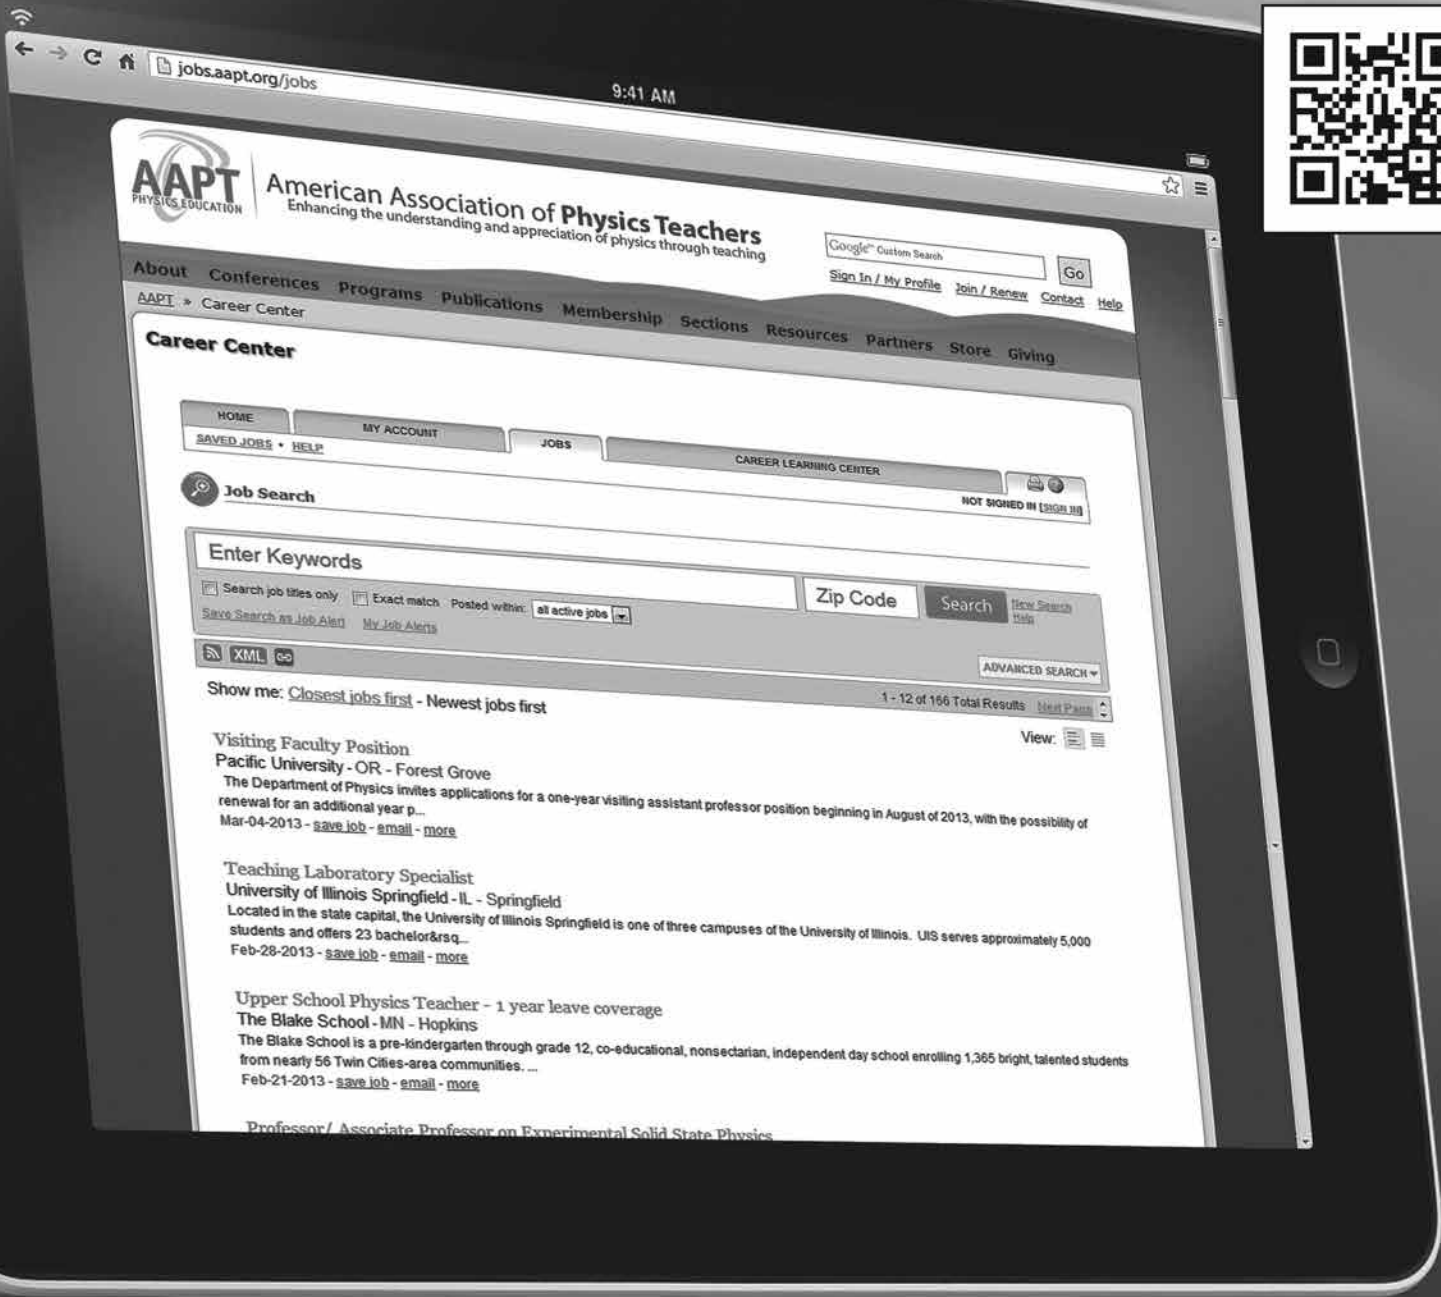 jobs.aapt.org/jobs
9:41 AM
AAPT
PHYSICS EDUCATION
American Association of Physics Teachers
Enhancing the understanding and appreciation of physics through teaching
Google™ Custom Search
Go
Sign In / My Profile Join / Renew Contact Help
About Conferences Programs Publications Membership Sections Resources Partners Store Giving
AAPT » Career Center
Career Center
HOME MY ACCOUNT JOBS CAREER LEARNING CENTER
SAVED JOBS • HELP
NOT SIGNED IN [SIGN IN]
Job Search
Enter Keywords
Zip Code
Search
New Search
Help
Search job titles only Exact match Posted within: all active jobs
Save Search as Job Alert My Job Alerts
ADVANCED SEARCH
XML
1 - 12 of 166 Total Results Next Page
Show me: Closest jobs first - Newest jobs first
View:
Visiting Faculty Position
Pacific University - OR - Forest Grove
The Department of Physics invites applications for a one-year visiting assistant professor position beginning in August of 2013, with the possibility of
renewal for an additional year p...
Mar-04-2013 - save job - email - more
Teaching Laboratory Specialist
University of Illinois Springfield - IL - Springfield
Located in the state capital, the University of Illinois Springfield is one of three campuses of the University of Illinois. UIS serves approximately 5,000
students and offers 23 bachelor&rsq...
Feb-28-2013 - save job - email - more
Upper School Physics Teacher - 1 year leave coverage
The Blake School - MN - Hopkins
The Blake School is a pre-kindergarten through grade 12, co-educational, nonsectarian, independent day school enrolling 1,365 bright, talented students
from nearly 56 Twin Cities-area communities. ...
Feb-21-2013 - save job - email - more
Professor/ Associate Professor on Experimental Solid State Physics